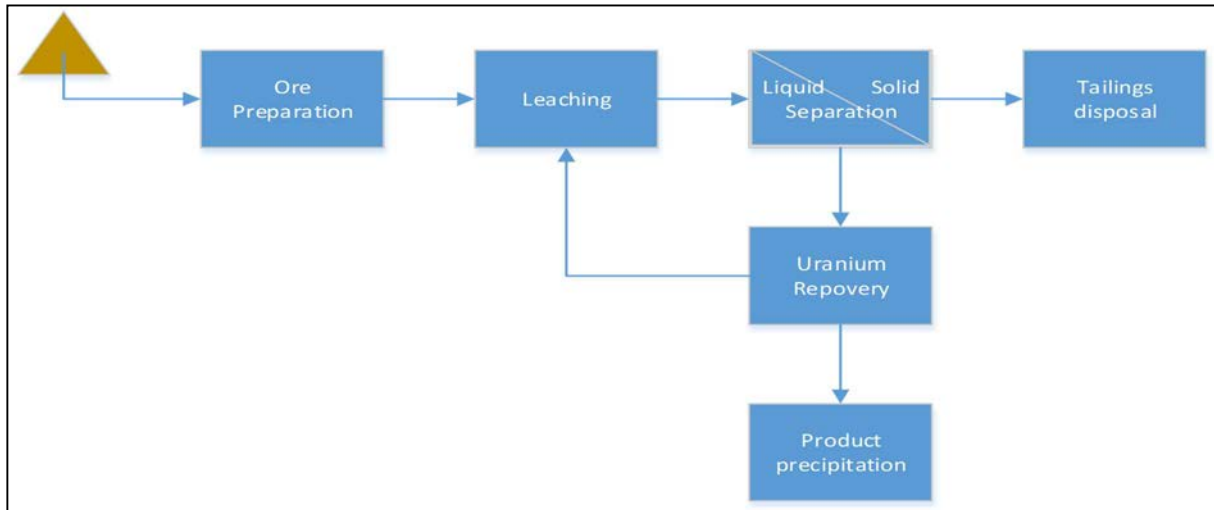 Ore
Preparation
Leaching
Liquid Solid
Separation
Tailings
disposal
Uranium
Repovery
Product
precipitation